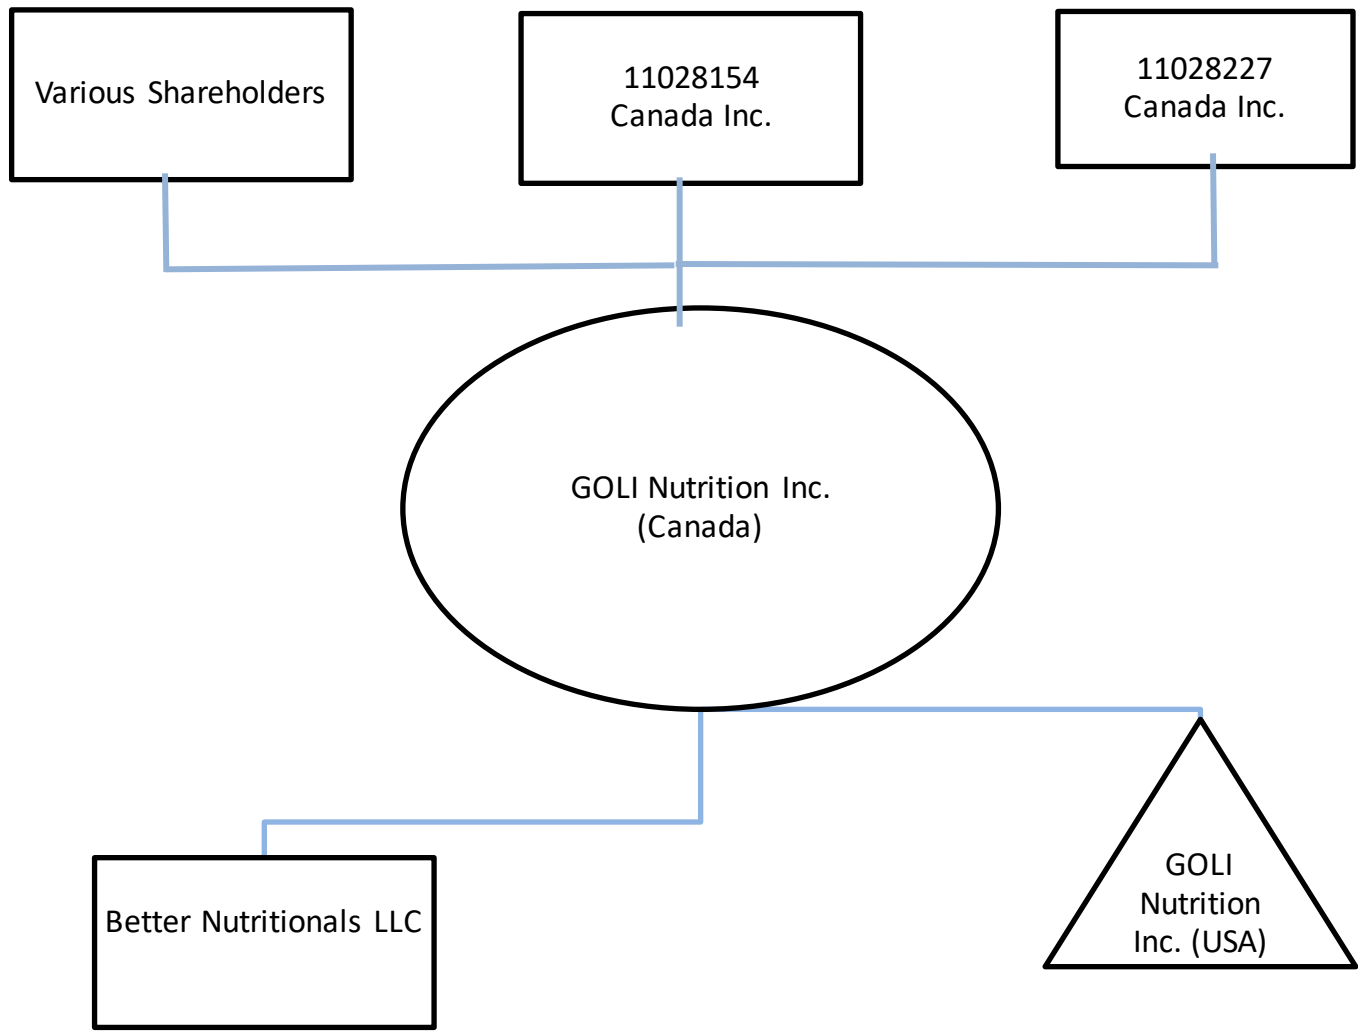 Various Shareholders
11028154
Canada Inc.
11028227
Canada Inc.
GOLI Nutrition Inc.
(Canada)
Better Nutritionals LLC
GOLI
Nutrition
Inc. (USA)